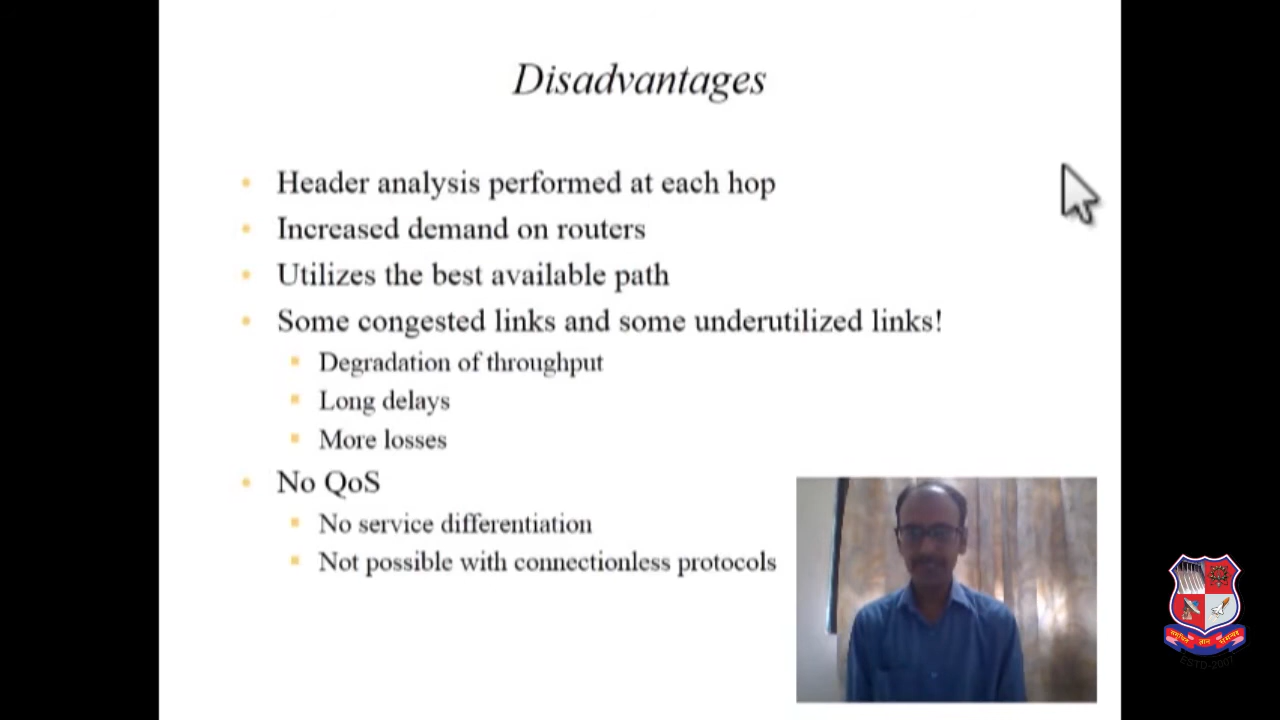 Disadvantages
Header analysis performed at each hop
Increased demand on routers
Utilizes the best available path
Some congested links and some underutilized links!
Degradation of throughput
Long delays
More losses
No QoS
No service differentiation
Not possible with connectionless protocols
ESTD-2007